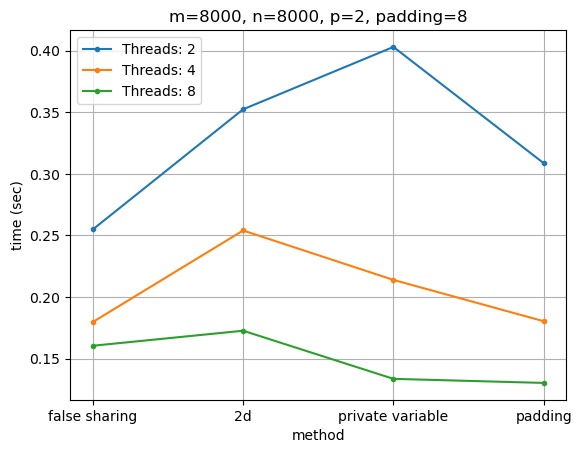 m=8000, n=8000, p=2, padding=8
Threads: 2
Threads: 4
Threads: 8
0.40
0.35
0.30
0.25
0.20
0.15
time (sec)
false sharing 2d private variable padding
method